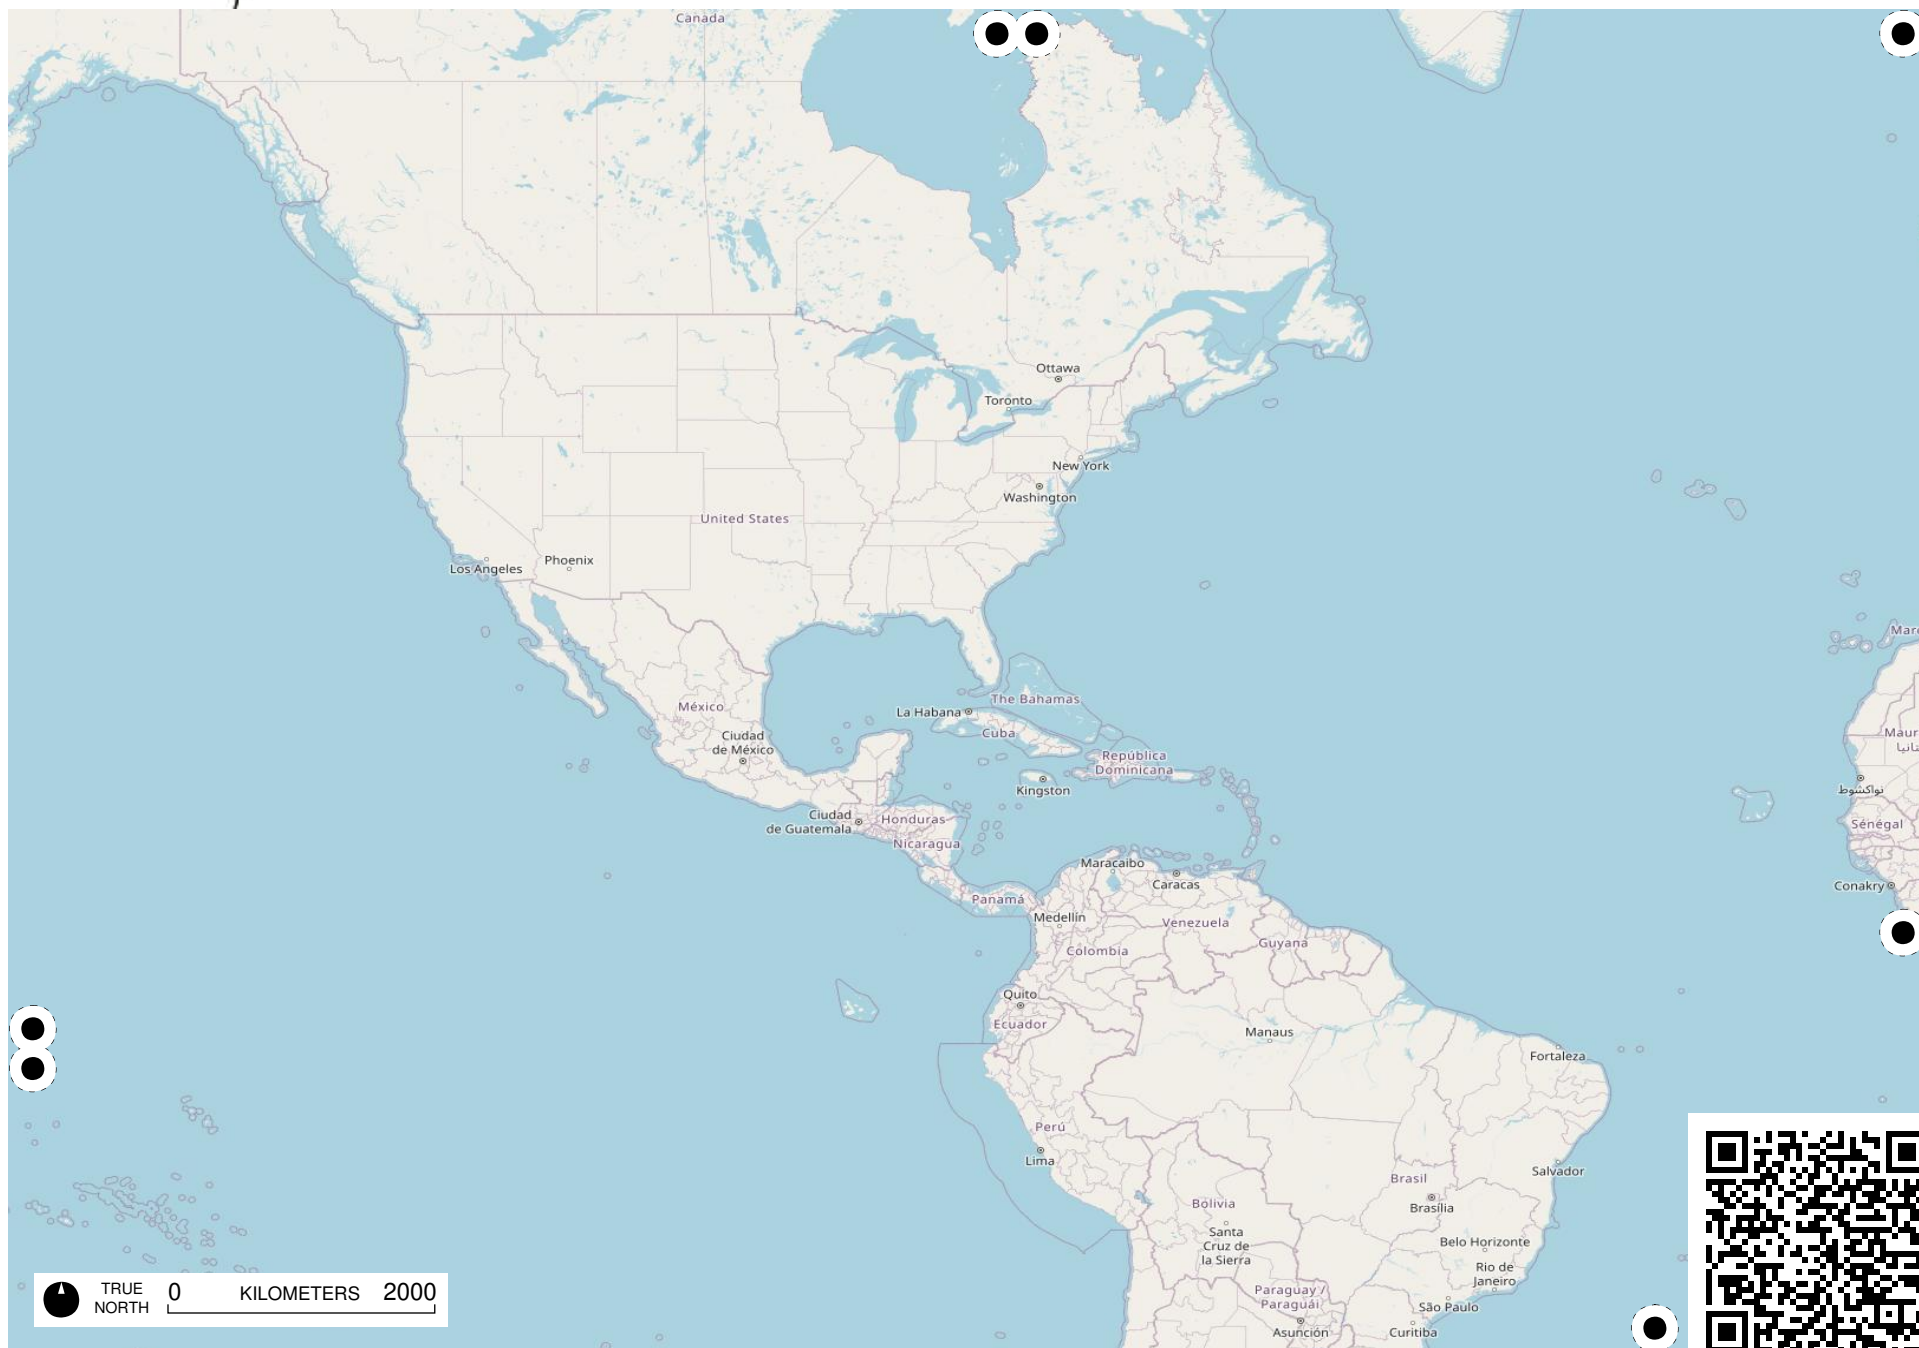 Canada
Ottawa
Toronto
New York
Washington
United States
Los Angeles
Phoenix
México
Ciudad
de México
La Habana
The Bahamas
Cuba
República
Dominicana
Kingston
Ciudad
de Guatemala
Honduras
Nicaragua
نواكشوط
Sénégal
Maracaibo
Caracas
Conakry
Panamá
Medellín
Venezuela
Guyana
Colombia
Quito
Ecuador
Manaus
Fortaleza
Perú
Lima
Salvador
Brasil
Brasília
Bolivia
Santa
Cruz de
la Sierra
Belo Horizonte
Rio de
Janeiro
Paraguay /
Paraguái
São Paulo
Asunción
Curitiba
TRUE
NORTH
0 KILOMETERS 2000